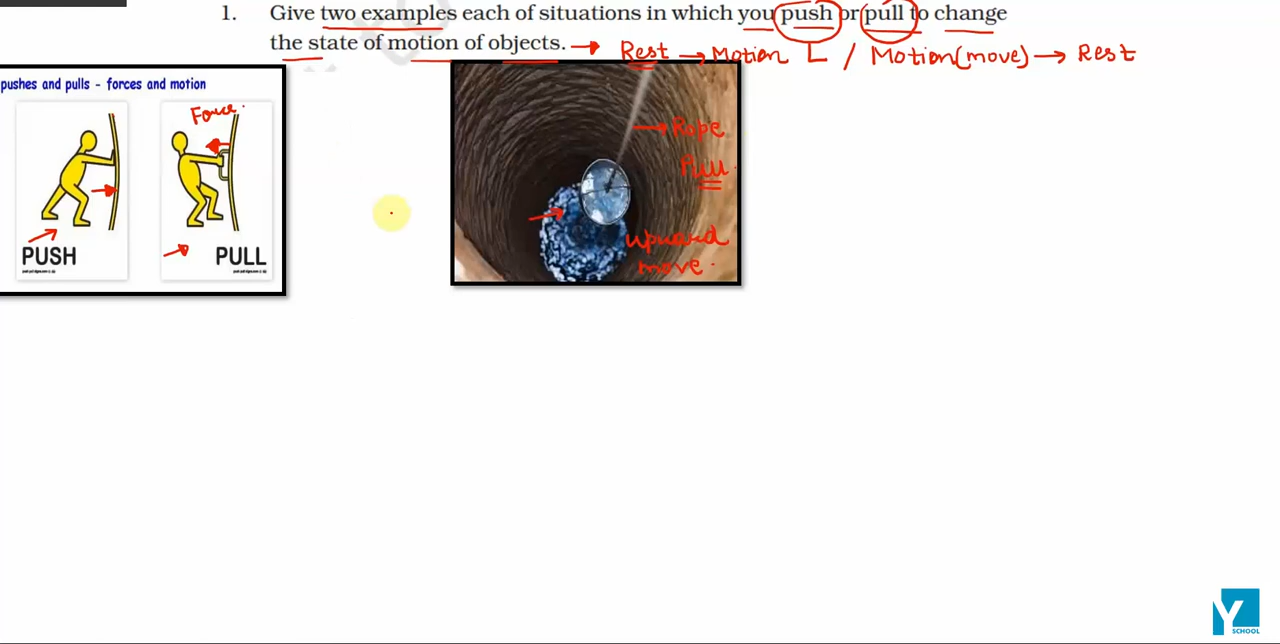 1. Give two examples each of situations in which you push or pull to change
the state of motion of objects. → Rest → Motion L / Motion(move) → Rest
pushes and pulls - forces and motion
Force.
PUSH
PULL
→ Rope
Pull.
upward
move.
Y
SCHOOL